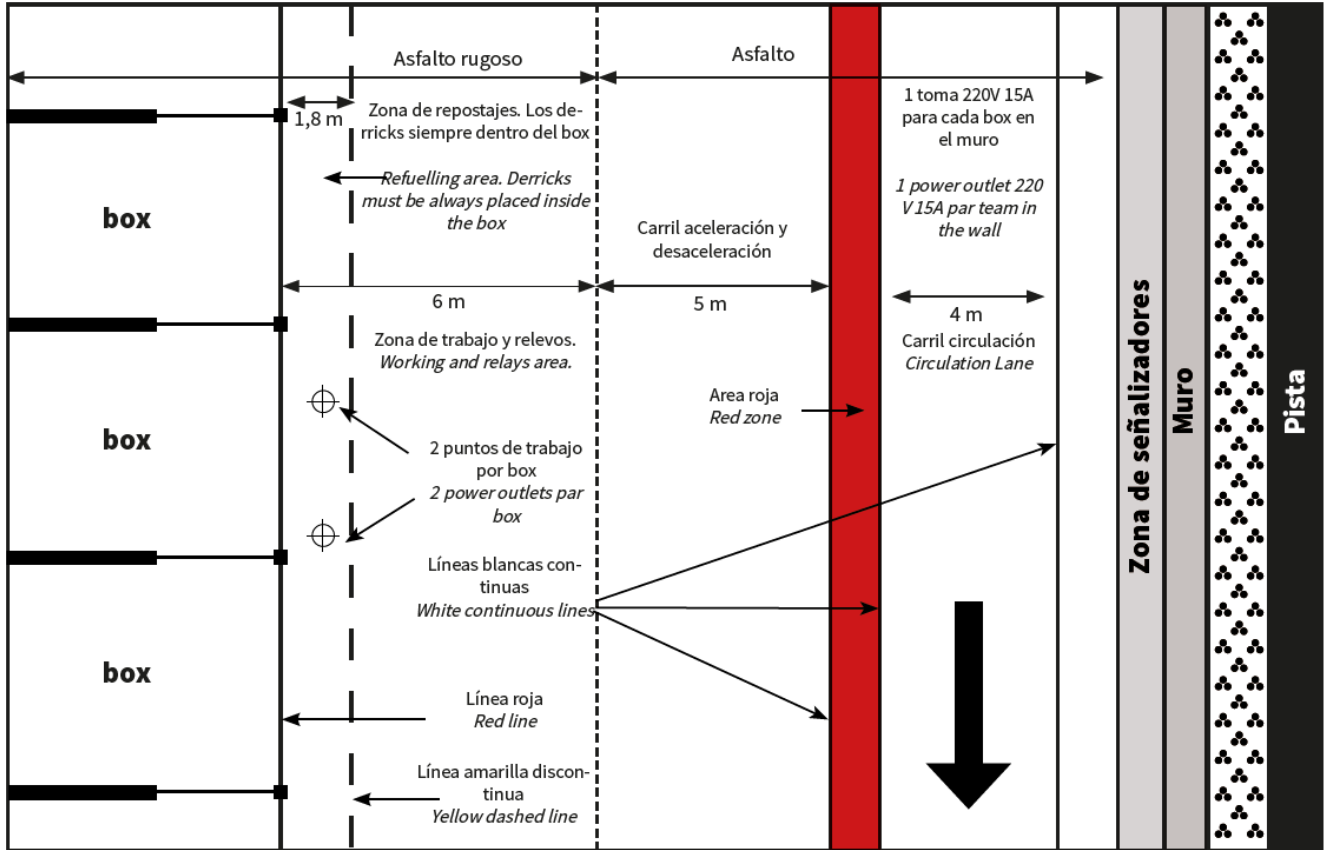 Asfalto rugoso
Asfalto
1,8 m
Zona de repostajes. Los de-
rricks siempre dentro del box
Refuelling area. Derricks
must be always placed inside
the box
1 toma 220V 15A
para cada box en
el muro
1 power outlet 220
V 15A par team in
the wall
box
Carril aceleración y
desaceleración
6 m
5 m
4 m
Zona de trabajo y relevos.
Working and relays area.
Carril circulación
Circulation Lane
Area roja
Red zone
box
2 puntos de trabajo
por box
2 power outlets par
box
Líneas blancas con-
tinuas
White continuous lines
box
Línea roja
Red line
Línea amarilla discon-
tinua
Yellow dashed line
Zona de señalizadores
Muro
Pista